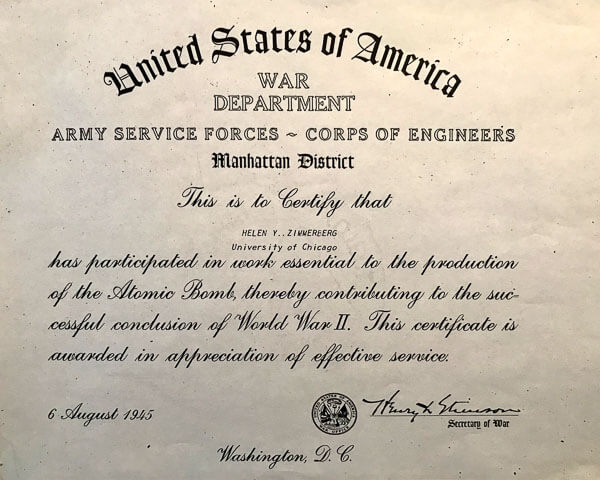 United States of America
WAR
DEPARTMENT
ARMY SERVICE FORCES ~ CORPS OF ENGINEERS
Manhattan District
This is to Certify that
HELEN Y..ZIMMERBERG
University of Chicago
has participated in work essential to the production
of the Atomic Bomb, thereby contributing to the suc-
cessful conclusion of World War II. This certificate is
awarded in appreciation of effective service.
6 August 1945
Henry L Stimson
Secretary of War
Washington, D. C.